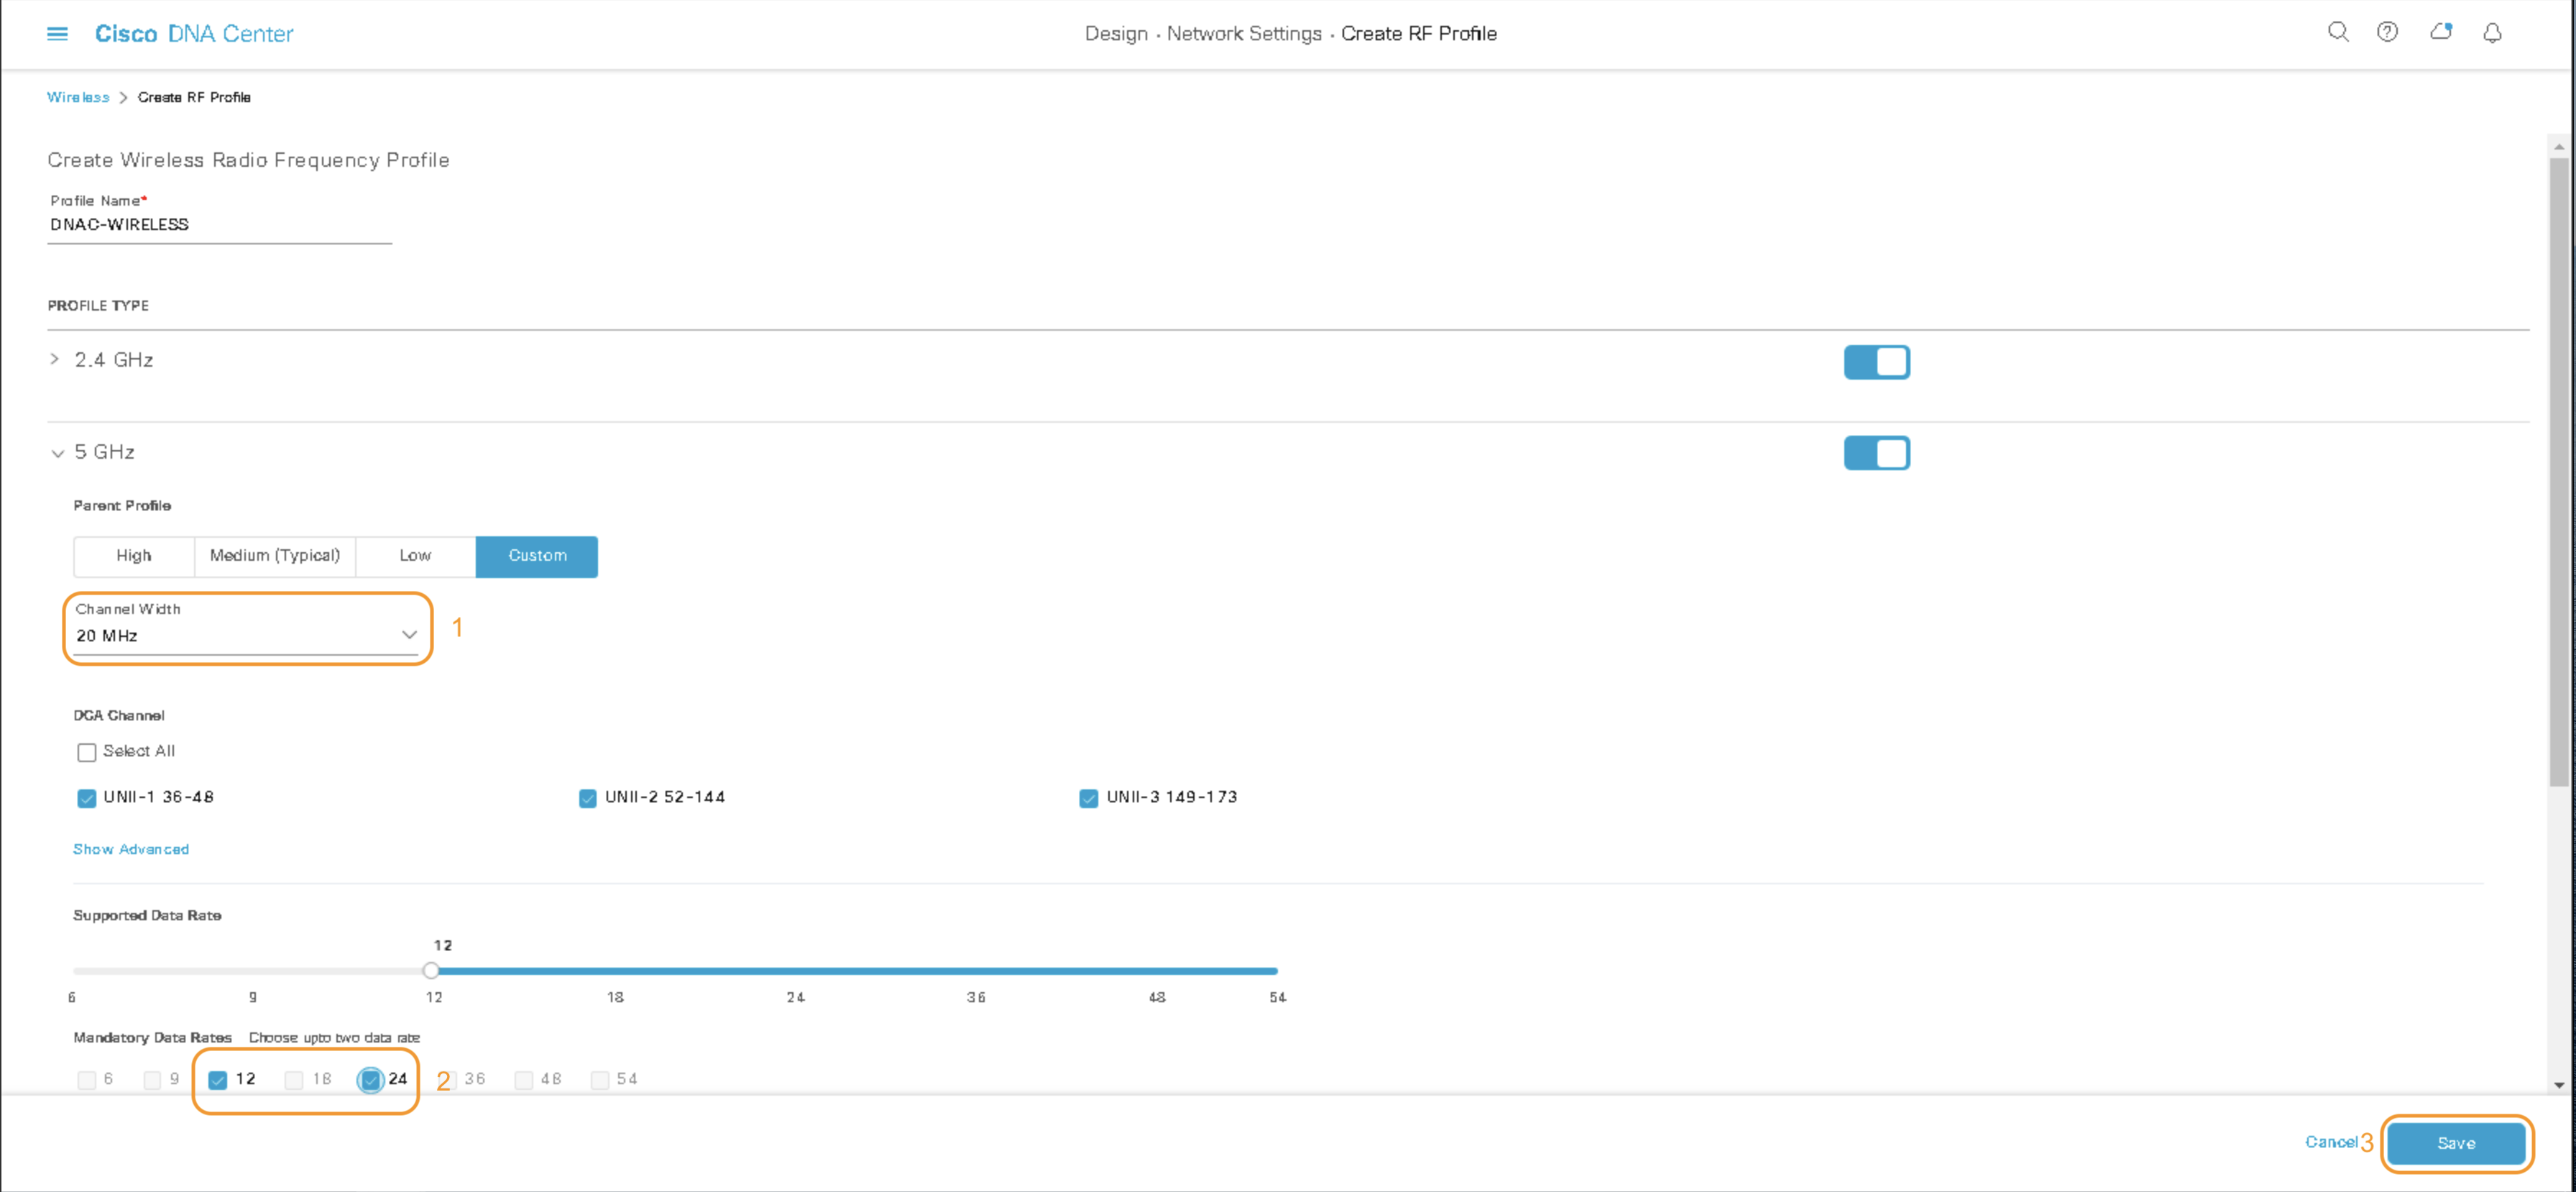 Cisco DNA Center
Design · Network Settings · Create RF Profile
Wireless > Create RF Profile
Create Wireless Radio Frequency Profile
Profile Name*
DNAC-WIRELESS
PROFILE TYPE
> 2.4 GHz
5 GHz
Parent Profile
High Medium (Typical) Low Custom
Channel Width
20 MHz 1
DCA Channel
Select All
UNII-1 36-48 UNII-2 52-144 UNII-3 149-173
Show Advanced
Supported Data Rate
12
6 9 12 18 24 36 48 54
Mandatory Data Rates Choose upto two data rate
6 9 12 18 24 2 36 48 54
Cancel 3 Save